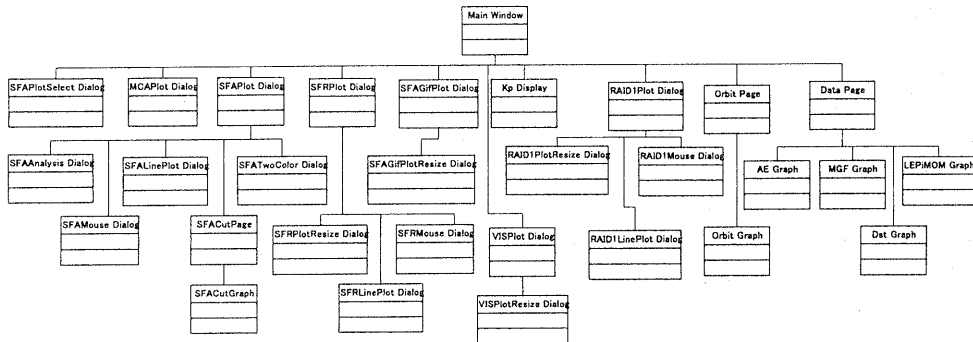 Main Window
SFAPlotSelect Dialog
MCAPlot Dialog
SFAPlot Dialog
SFRPlot Dialog
SFAGifPlot Dialog
Kp Display
RAID1Plot Dialog
Orbit Page
Data Page
SFAAnalysis Dialog
SFALinePlot Dialog
SFATwoColor Dialog
SFAGifPlotResize Dialog
RAID1PlotResize Dialog
RAID1Mouse Dialog
AE Graph
MGF Graph
LEPiMOM Graph
SFAMouse Dialog
SFACutPage
SFRPlotResize Dialog
SFRMouse Dialog
VISPlot Dialog
RAID1LinePlot Dialog
Orbit Graph
Dst Graph
SFACutGraph
SFRLinePlot Dialog
VISPlotResize Dialog